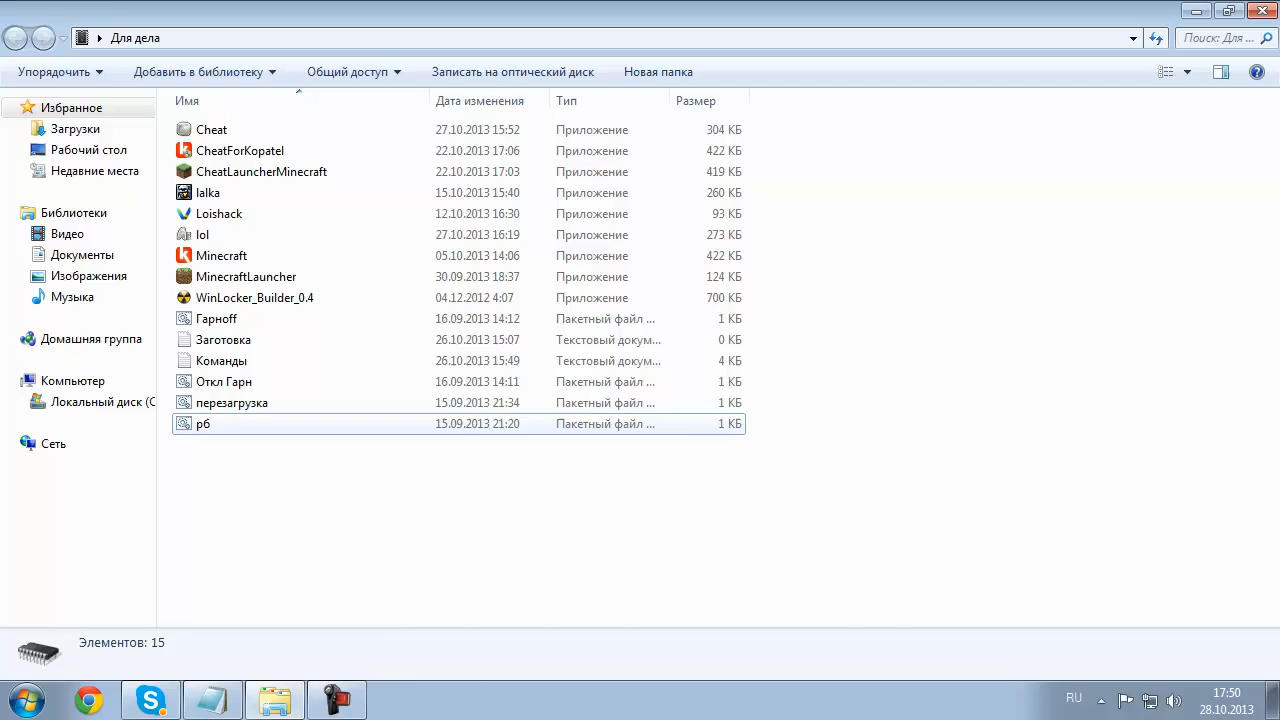 Для дела
Поиск: Для ...
Упорядочить Добавить в библиотеку Общий доступ Записать на оптический диск Новая папка
Избранное
Загрузки
Рабочий стол
Недавние места
Библиотеки
Видео
Документы
Изображения
Музыка
Домашняя группа
Компьютер
Локальный диск (C
Сеть
Имя Дата изменения Тип Размер
Cheat 27.10.2013 15:52 Приложение 304 КБ
CheatForKopatel 22.10.2013 17:06 Приложение 422 КБ
CheatLauncherMinecraft 22.10.2013 17:03 Приложение 419 КБ
lalka 15.10.2013 15:40 Приложение 260 КБ
Loishack 12.10.2013 16:30 Приложение 93 КБ
lol 27.10.2013 16:19 Приложение 273 КБ
Minecraft 05.10.2013 14:06 Приложение 422 КБ
MinecraftLauncher 30.09.2013 18:37 Приложение 124 КБ
WinLocker_Builder_0.4 04.12.2012 4:07 Приложение 700 КБ
Гарнoff 16.09.2013 14:12 Пакетный файл ... 1 КБ
Заготовка 26.10.2013 15:07 Текстовый докум... 0 КБ
Команды 26.10.2013 15:49 Текстовый докум... 4 КБ
Откл Гарн 16.09.2013 14:11 Пакетный файл ... 1 КБ
перезагрузка 15.09.2013 21:34 Пакетный файл ... 1 КБ
рб 15.09.2013 21:20 Пакетный файл ... 1 КБ
Элементов: 15
RU
17:50
28.10.2013